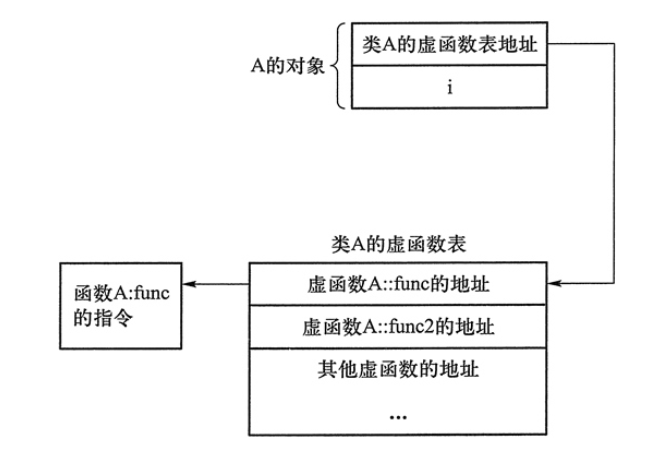 类A的虚函数表地址
A的对象
i
类A的虚函数表
虚函数A::func的地址
函数A:func
的指令
虚函数A::func2的地址
其他虚函数的地址
...